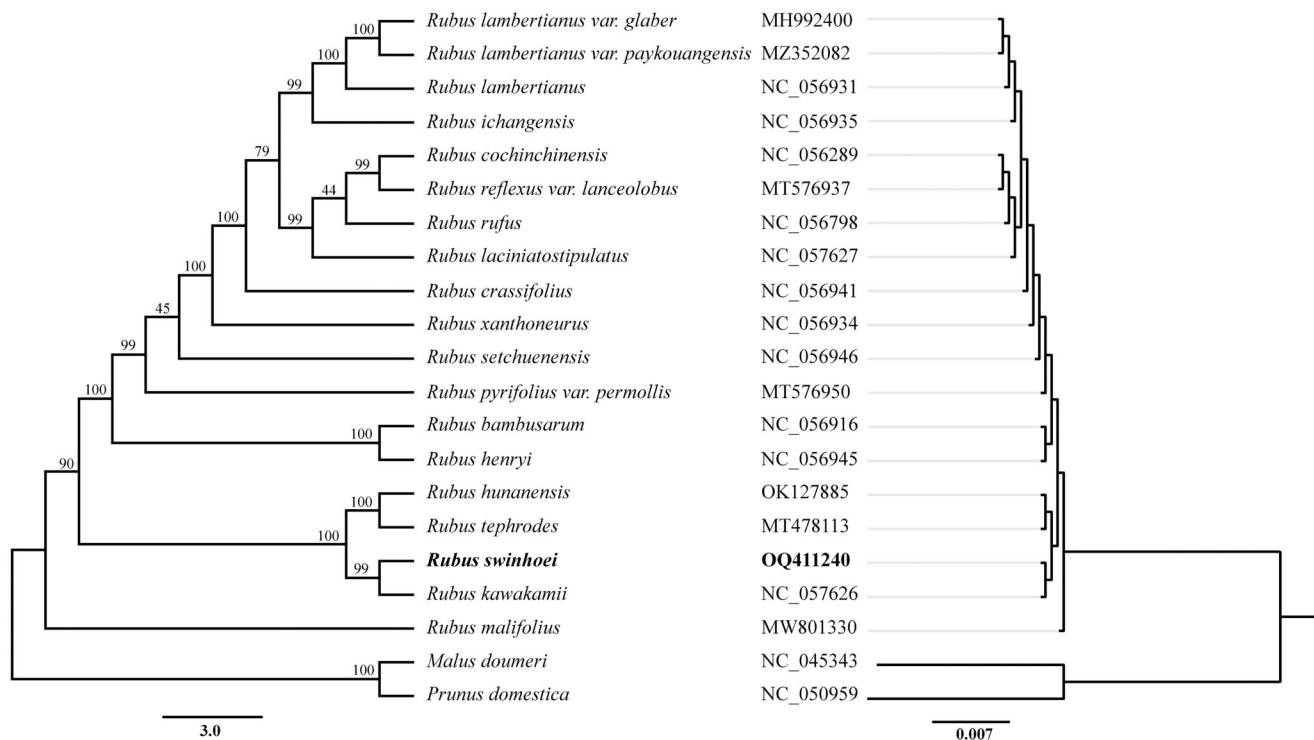 Rubus lambertianus var. glaber MH992400
100
Rubus lambertianus var. paykouangensis MZ352082
100
Rubus lambertianus NC_056931
99
Rubus ichangensis NC_056935
79
Rubus cochinchinensis NC_056289
99
Rubus reflexus var. lanceolobus MT576937
44
Rubus rufus NC_056798
100 99
Rubus laciniatostipulatus NC_057627
100
Rubus crassifolius NC_056941
45
Rubus xanthoneurus NC_056934
99
Rubus setchuenensis NC_056946
100
Rubus pyrifolius var. permollis MT576950
Rubus bambusarum NC_056916
100
Rubus henryi NC_056945
90
Rubus hunanensis OK127885
100
Rubus tephrodes MT478113
100
Rubus swinhoei OQ411240
99
Rubus kawakamii NC_057626
Rubus malifolius MW801330
Malus doumeri NC_045343
100
Prunus domestica NC_050959
3.0 0.007